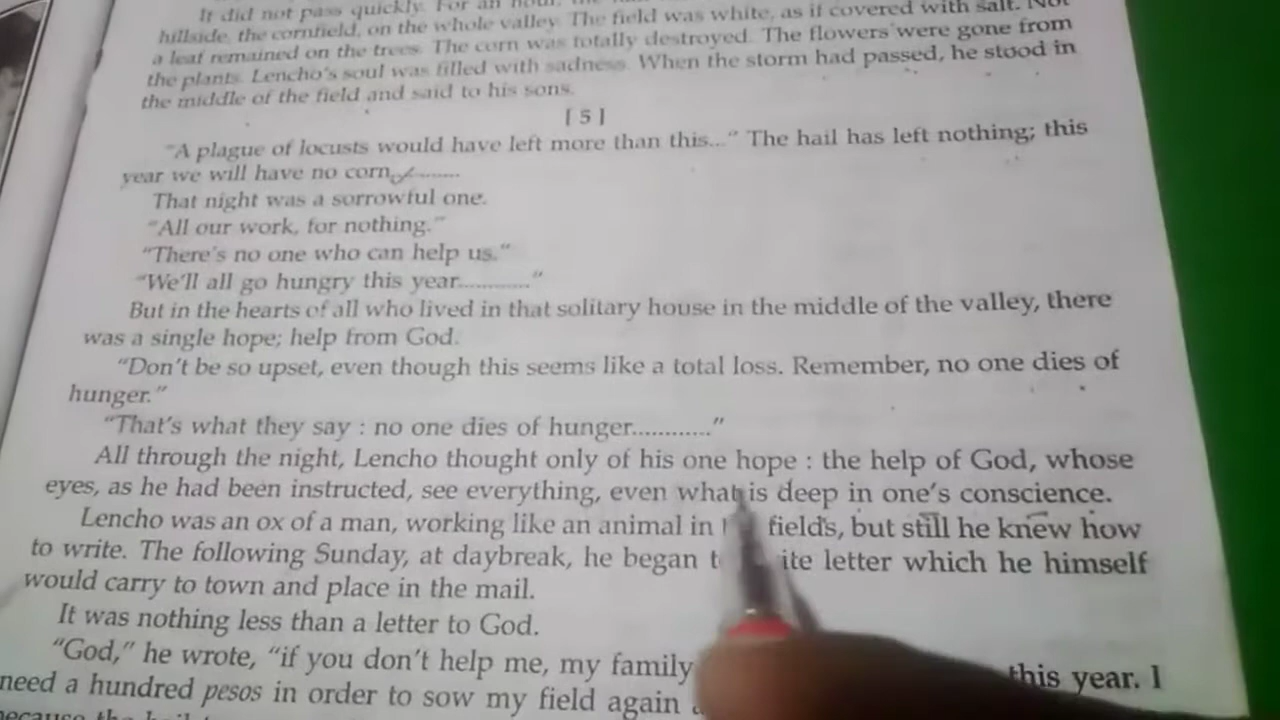 It did not pass quickly. For an hour, the
hillside, the cornfield, on the whole valley. The field was white, as if covered with salt. Not
a leaf remained on the trees. The corn was totally destroyed. The flowers were gone from
the plants. Lencho's soul was filled with sadness. When the storm had passed, he stood in
the middle of the field and said to his sons.
[ 5 ]
"A plague of locusts would have left more than this..." The hail has left nothing; this
year we will have no corn.........
That night was a sorrowful one.
"All our work, for nothing."
"There's no one who can help us."
"We'll all go hungry this year............"
But in the hearts of all who lived in that solitary house in the middle of the valley, there
was a single hope; help from God.
"Don't be so upset, even though this seems like a total loss. Remember, no one dies of
hunger."
"That's what they say : no one dies of hunger............"
All through the night, Lencho thought only of his one hope : the help of God, whose
eyes, as he had been instructed, see everything, even what is deep in one's conscience.
Lencho was an ox of a man, working like an animal in fields, but still he knew how
to write. The following Sunday, at daybreak, he began letter which he himself
would carry to town and place in the mail.
It was nothing less than a letter to God.
"God," he wrote, "if you don't help me, my family this year. I
need a hundred pesos in order to sow my field again
because the hail